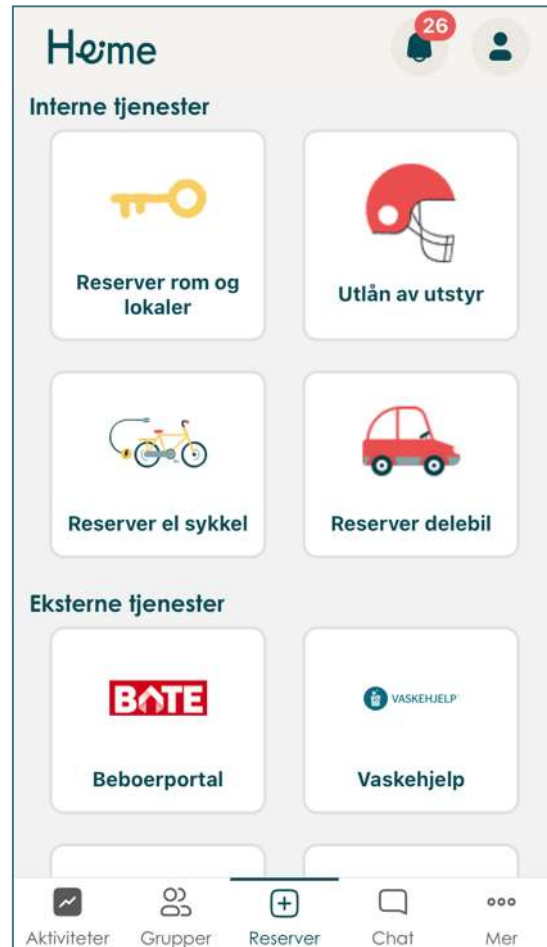 Heime
26
Interne tjenester
Reserver rom og
lokaler
Utlån av utstyr
Reserver el sykkel
Reserver delebil
Eksterne tjenester
BATE
VASKEHJELP
Beboerportal
Vaskehjelp
Aktiviteter
Grupper
Reserver
Chat
Mer